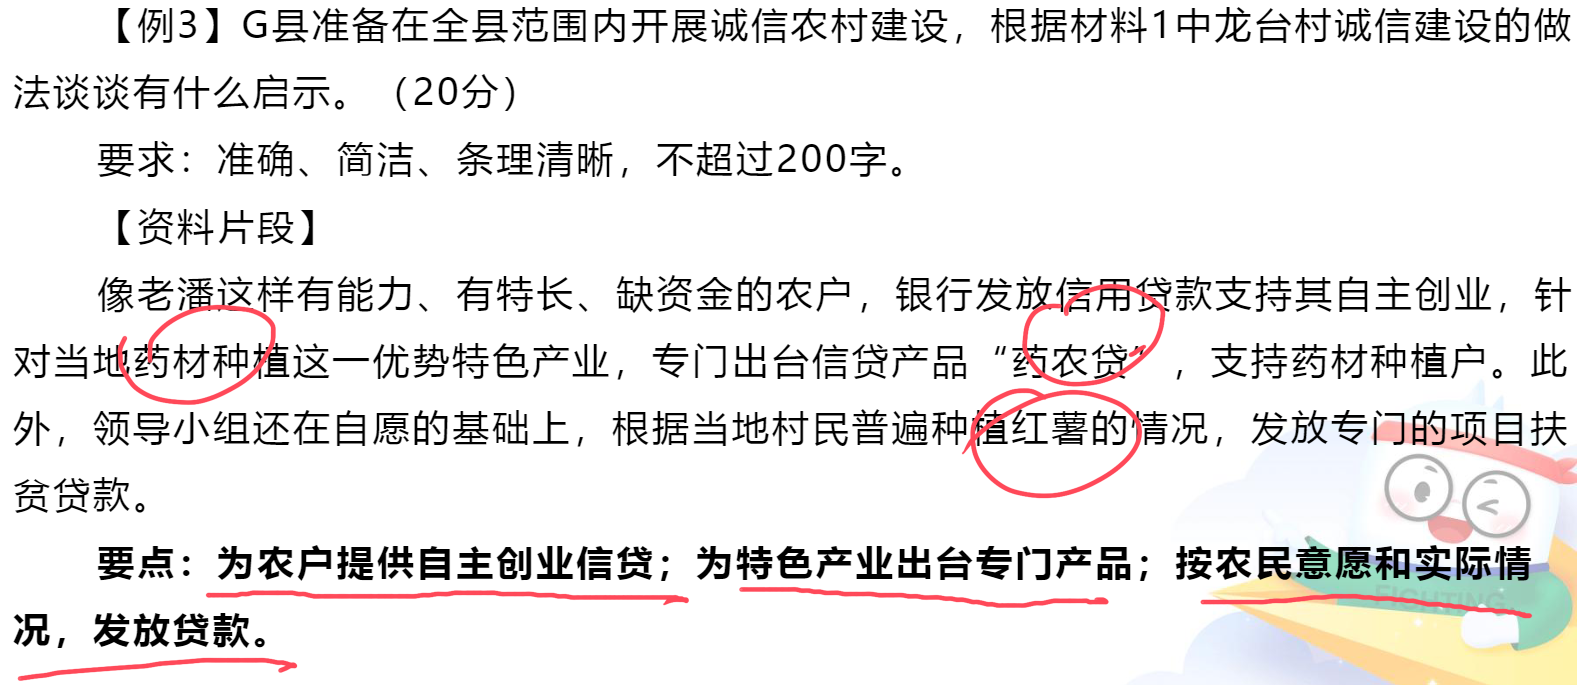 【例3】G县准备在全县范围内开展诚信农村建设，根据材料1中龙台村诚信建设的做
法谈谈有什么启示。（20分）
要求：准确、简洁、条理清晰，不超过200字。
【资料片段】
像老潘这样有能力、有特长、缺资金的农户，银行发放信用贷款支持其自主创业，针
对当地药材种植这一优势特色产业，专门出台信贷产品“药农贷”，支持药材种植户。此
外，领导小组还在自愿的基础上，根据当地村民普遍种植红薯的情况，发放专门的项目扶
贫贷款。
要点：为农户提供自主创业信贷；为特色产业出台专门产品；按农民意愿和实际情
况，发放贷款。
FIGHTING